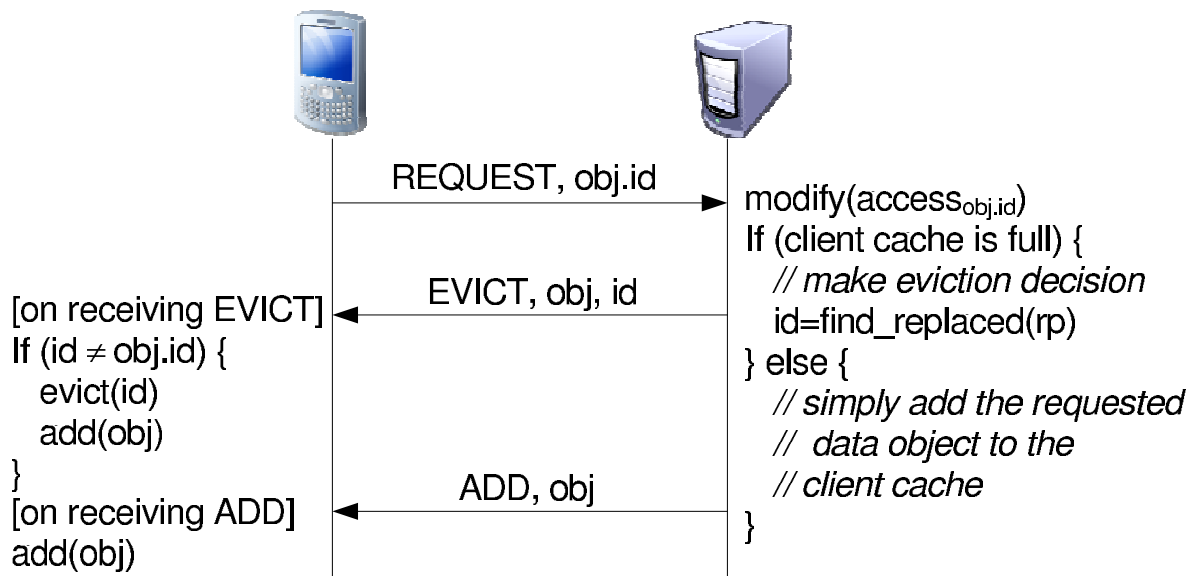 REQUEST, obj.id
modify(access_obj.id)
If (client cache is full) {
// make eviction decision
id=find_replaced(rp)
} else {
// simply add the requested
// data object to the
// client cache
}
EVICT, obj, id
[on receiving EVICT]
If (id ≠ obj.id) {
evict(id)
add(obj)
}
ADD, obj
[on receiving ADD]
add(obj)